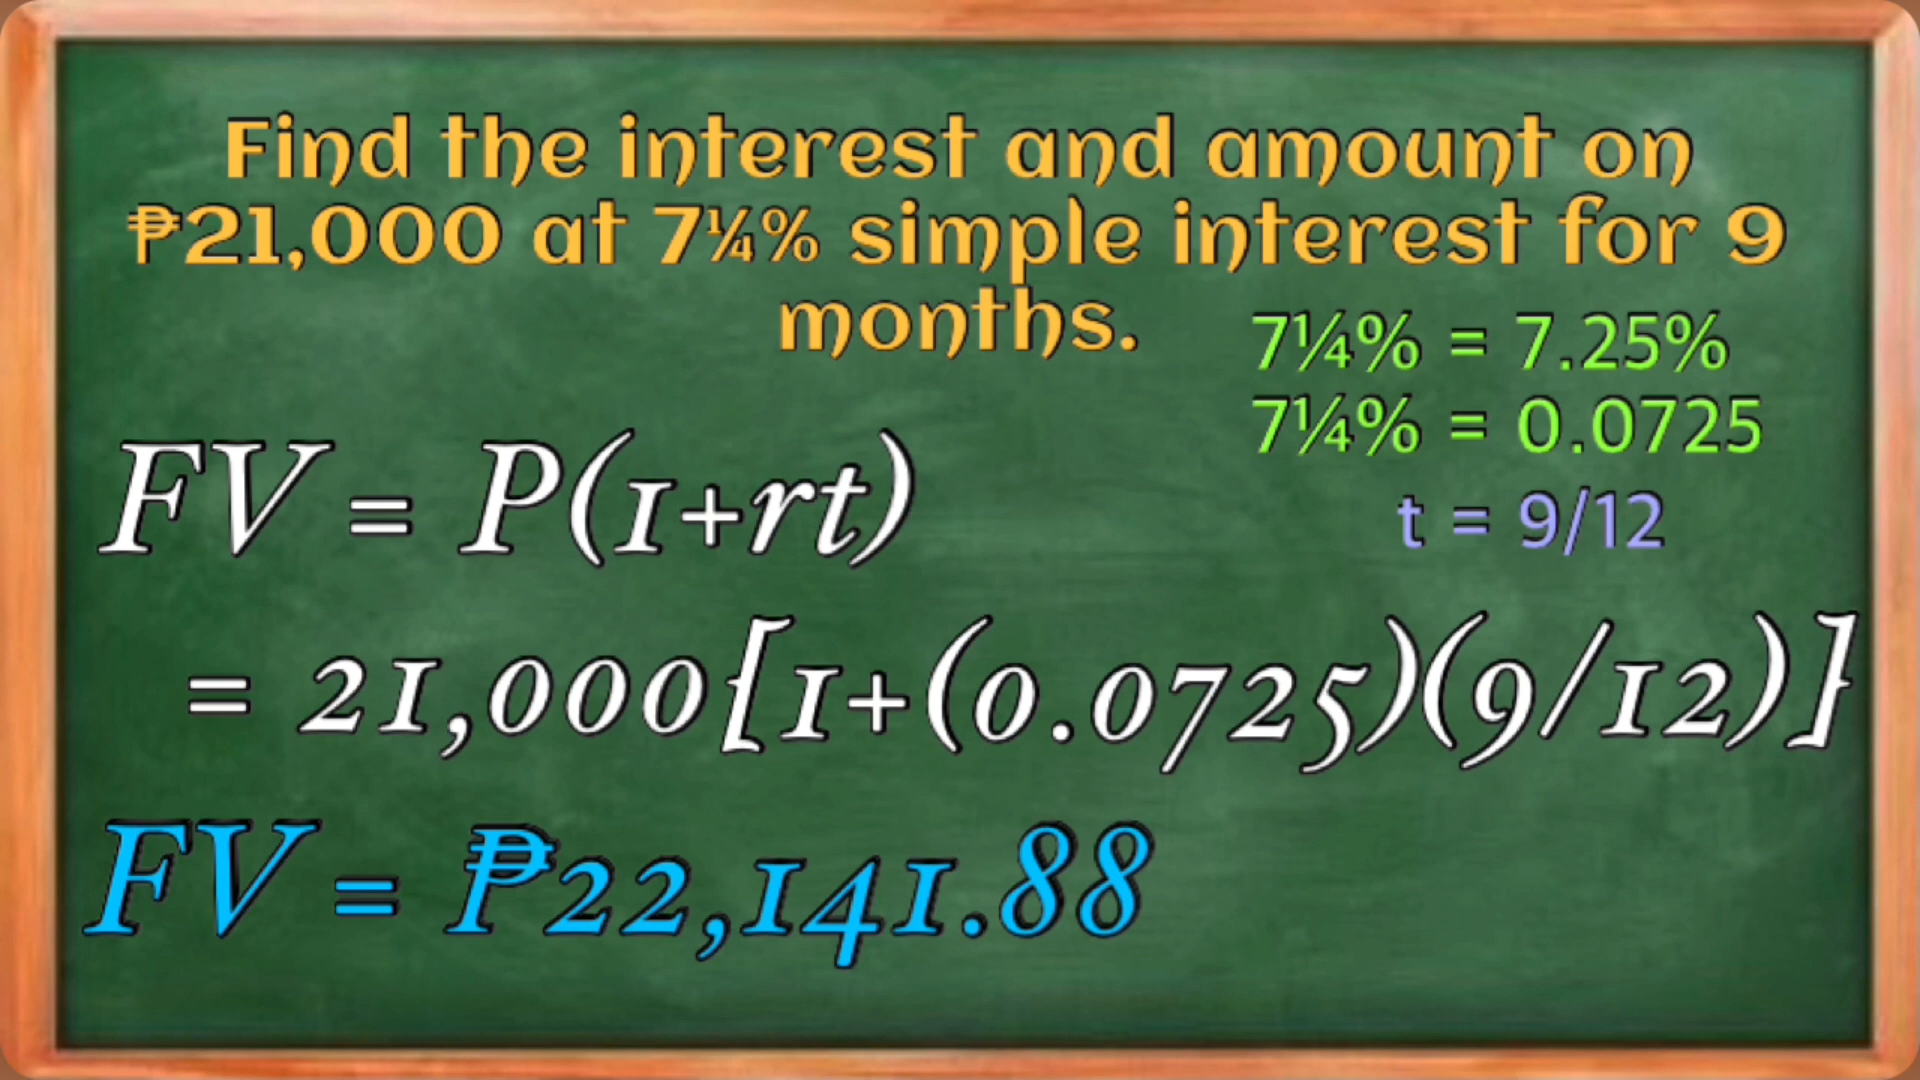 Find the interest and amount on
₱21,000 at 7¼% simple interest for 9
months.
7¼% = 7.25%
7¼% = 0.0725
t = 9/12
FV = P(1+rt)
= 21,000[1+(0.0725)(9/12)]
FV = ₱22,141.88